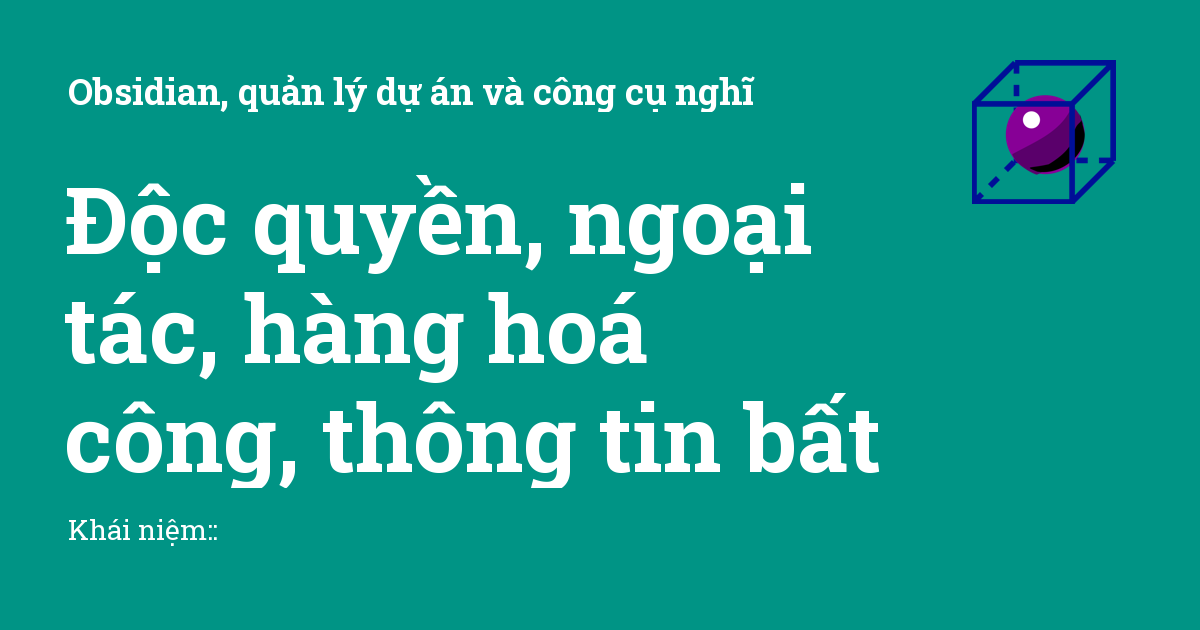 Obsidian, quản lý dự án và công cụ nghĩ
Độc quyền, ngoại
tác, hàng hoá
công, thông tin bất
Khái niệm::